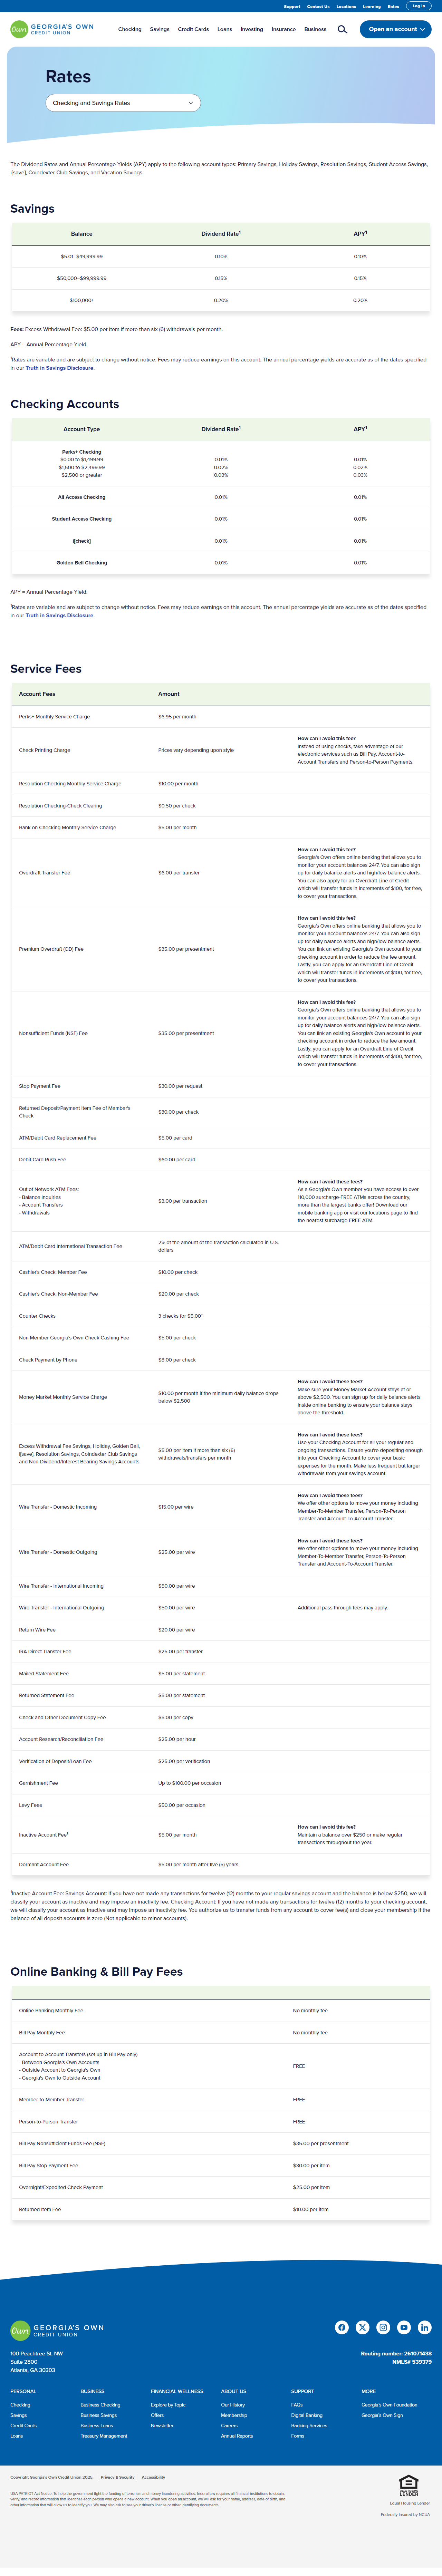 Support
Contact Us
Locations
Learning
Rates
Log In
Own
GEORGIA'S OWN
CREDIT UNION
Checking
Savings
Credit Cards
Loans
Investing
Insurance
Business
Open an account
Rates
Checking and Savings Rates
The Dividend Rates and Annual Percentage Yields (APY) apply to the following account types: Primary Savings, Holiday Savings, Resolution Savings, Student Access Savings,
i[save], Coindexter Club Savings, and Vacation Savings.
Savings
Balance Dividend Rate¹ APY¹
$5.01–$49,999.99 0.10% 0.10%
$50,000–$99,999.99 0.15% 0.15%
$100,000+ 0.20% 0.20%
Fees: Excess Withdrawal Fee: $5.00 per item if more than six (6) withdrawals per month.
APY = Annual Percentage Yield.
¹Rates are variable and are subject to change without notice. Fees may reduce earnings on this account. The annual percentage yields are accurate as of the dates specified
in our Truth in Savings Disclosure.
Checking Accounts
Account Type Dividend Rate¹ APY¹
Perks+ Checking
$0.00 to $1,499.99 0.01% 0.01%
$1,500 to $2,499.99 0.02% 0.02%
$2,500 or greater 0.03% 0.03%
All Access Checking 0.01% 0.01%
Student Access Checking 0.01% 0.01%
i[check] 0.01% 0.01%
Golden Bell Checking 0.01% 0.01%
APY = Annual Percentage Yield.
¹Rates are variable and are subject to change without notice. Fees may reduce earnings on this account. The annual percentage yields are accurate as of the dates specified
in our Truth in Savings Disclosure.
Service Fees
Account Fees Amount
Perks+ Monthly Service Charge $6.95 per month
Check Printing Charge Prices vary depending upon style
How can I avoid this fee?
Instead of using checks, take advantage of our
electronic services such as Bill Pay, Account-to-
Account Transfers and Person-to-Person Payments.
Resolution Checking Monthly Service Charge $10.00 per month
Resolution Checking-Check Clearing $0.50 per check
Bank on Checking Monthly Service Charge $5.00 per month
Overdraft Transfer Fee $6.00 per transfer
How can I avoid this fee?
Georgia's Own offers online banking that allows you to
monitor your account balances 24/7. You can also sign
up for daily balance alerts and high/low balance alerts.
You can also apply for an Overdraft Line of Credit
which will transfer funds in increments of $100, for free,
to cover your transactions.
Premium Overdraft (OD) Fee $35.00 per presentment
How can I avoid this fee?
Georgia's Own offers online banking that allows you to
monitor your account balances 24/7. You can also sign
up for daily balance alerts and high/low balance alerts.
You can link an existing Georgia's Own account to your
checking account in order to reduce the fee amount.
Lastly, you can apply for an Overdraft Line of Credit
which will transfer funds in increments of $100, for free,
to cover your transactions.
Nonsufficient Funds (NSF) Fee $35.00 per presentment
How can I avoid this fee?
Georgia's Own offers online banking that allows you to
monitor your account balances 24/7. You can also sign
up for daily balance alerts and high/low balance alerts.
You can link an existing Georgia's Own account to your
checking account in order to reduce the fee amount.
Lastly, you can apply for an Overdraft Line of Credit
which will transfer funds in increments of $100, for free,
to cover your transactions.
Stop Payment Fee $30.00 per request
Returned Deposit/Payment Item Fee of Member's
Check
$30.00 per check
ATM/Debit Card Replacement Fee $5.00 per card
Debit Card Rush Fee $60.00 per card
Out of Network ATM Fees:
- Balance Inquiries
- Account Transfers
- Withdrawals
$3.00 per transaction
How can I avoid these fees?
As a Georgia's Own member you have access to over
110,000 surcharge-FREE ATMs across the country,
more than the largest banks offer! Download our
mobile banking app or visit our locations page to find
the nearest surcharge-FREE ATM.
ATM/Debit Card International Transaction Fee
2% of the amount of the transaction calculated in U.S.
dollars
Cashier's Check: Member Fee $10.00 per check
Cashier's Check: Non-Member Fee $20.00 per check
Counter Checks 3 checks for $5.00"
Non Member Georgia's Own Check Cashing Fee $5.00 per check
Check Payment by Phone $8.00 per check
Money Market Monthly Service Charge
$10.00 per month if the minimum daily balance drops
below $2,500
How can I avoid these fees?
Make sure your Money Market Account stays at or
above $2,500. You can sign up for daily balance alerts
inside online banking to ensure your balance stays
above the threshold.
Excess Withdrawal Fee Savings, Holiday, Golden Bell,
i[save], Resolution Savings, Coindexter Club Savings
and Non-Dividend/Interest Bearing Savings Accounts
$5.00 per item if more than six (6)
withdrawals/transfers per month
How can I avoid these fees?
Use your Checking Account for all your regular and
ongoing transactions. Ensure you're depositing enough
into your Checking Account to cover your basic
expenses for the month. Make less frequent but larger
withdrawals from your savings account.
Wire Transfer - Domestic Incoming $15.00 per wire
How can I avoid these fees?
We offer other options to move your money including
Member-To-Member Transfer, Person-To-Person
Transfer and Account-To-Account Transfer.
Wire Transfer - Domestic Outgoing $25.00 per wire
How can I avoid these fees?
We offer other options to move your money including
Member-To-Member Transfer, Person-To-Person
Transfer and Account-To-Account Transfer.
Wire Transfer - International Incoming $50.00 per wire
Wire Transfer - International Outgoing $50.00 per wire Additional pass through fees may apply.
Return Wire Fee $20.00 per wire
IRA Direct Transfer Fee $25.00 per transfer
Mailed Statement Fee $5.00 per statement
Returned Statement Fee $5.00 per statement
Check and Other Document Copy Fee $5.00 per copy
Account Research/Reconciliation Fee $25.00 per hour
Verification of Deposit/Loan Fee $25.00 per verification
Garnishment Fee Up to $100.00 per occasion
Levy Fees $50.00 per occasion
Inactive Account Fee¹ $5.00 per month
How can I avoid this fee?
Maintain a balance over $250 or make regular
transactions throughout the year.
Dormant Account Fee $5.00 per month after five (5) years
¹Inactive Account Fee: Savings Account: If you have not made any transactions for twelve (12) months to your regular savings account and the balance is below $250, we will
classify your account as inactive and may impose an inactivity fee. Checking Account: If you have not made any transactions for twelve (12) months to your checking account,
we will classify your account as inactive and may impose an inactivity fee. You authorize us to transfer funds from any account to cover fee(s) and close your membership if the
balance of all deposit accounts is zero (Not applicable to minor accounts).
Online Banking & Bill Pay Fees
Online Banking Monthly Fee No monthly fee
Bill Pay Monthly Fee No monthly fee
Account to Account Transfers (set up in Bill Pay only)
- Between Georgia's Own Accounts
- Outside Account to Georgia's Own
- Georgia's Own to Outside Account
FREE
Member-to-Member Transfer FREE
Person-to-Person Transfer FREE
Bill Pay Nonsufficient Funds Fee (NSF) $35.00 per presentment
Bill Pay Stop Payment Fee $30.00 per item
Overnight/Expedited Check Payment $25.00 per item
Returned Item Fee $10.00 per item
Own
GEORGIA'S OWN
CREDIT UNION
100 Peachtree St. NW
Suite 2800
Atlanta, GA 30303
Routing number: 261071438
NMLS# 539379
PERSONAL
Checking
Savings
Credit Cards
Loans
BUSINESS
Business Checking
Business Savings
Business Loans
Treasury Management
FINANCIAL WELLNESS
Explore by Topic
Offers
Newsletter
ABOUT US
Our History
Membership
Careers
Annual Reports
SUPPORT
FAQs
Digital Banking
Banking Services
Forms
MORE
Georgia's Own Foundation
Georgia's Own Sign
Copyright Georgia's Own Credit Union 2025. | Privacy & Security | Accessibility
USA PATRIOT Act Notice: To help the government fight the funding of terrorism and money laundering activities, federal law requires all financial institutions to obtain,
verify, and record information that identifies each person who opens a new account. When you open an account, we will ask for your name, address, date of birth, and
other information that will allow us to identify you. We may also ask to see your driver's license or other identifying documents.
EQUAL HOUSING
LENDER
Equal Housing Lender
Federally Insured by NCUA